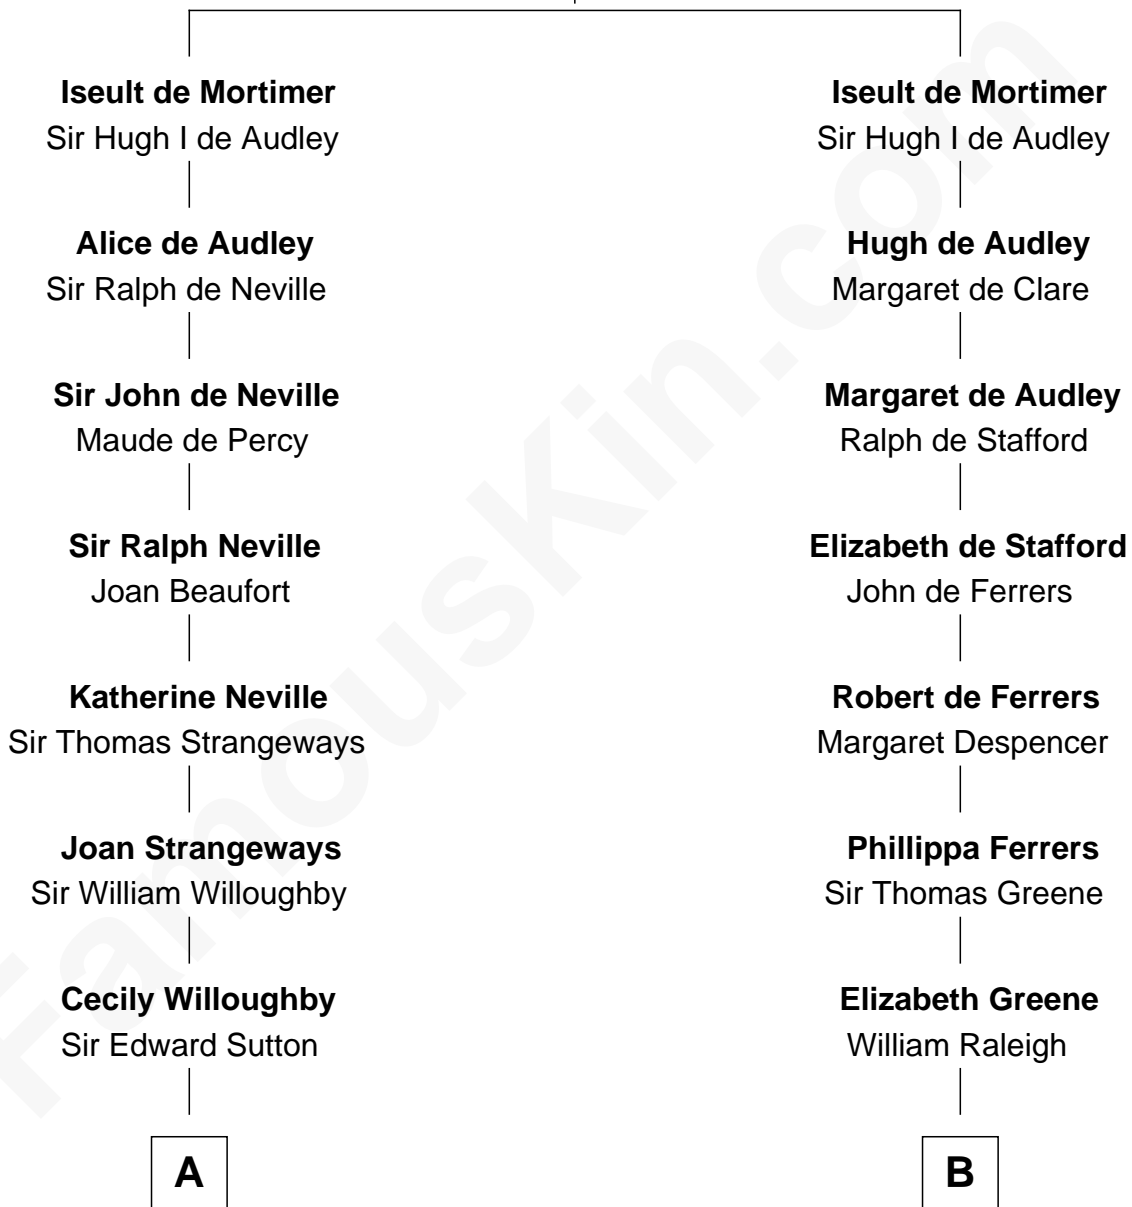 Iseult de Mortimer
Sir Hugh I de Audley
Alice de Audley
Sir Ralph de Neville
Sir John de Neville
Maude de Percy
Sir Ralph Neville
Joan Beaufort
Katherine Neville
Sir Thomas Strangeways
Joan Strangeways
Sir William Willoughby
Cecily Willoughby
Sir Edward Sutton
A
Iseult de Mortimer
Sir Hugh I de Audley
Hugh de Audley
Margaret de Clare
Margaret de Audley
Ralph de Stafford
Elizabeth de Stafford
John de Ferrers
Robert de Ferrers
Margaret Despencer
Phillippa Ferrers
Sir Thomas Greene
Elizabeth Greene
William Raleigh
B
FamousKin.com